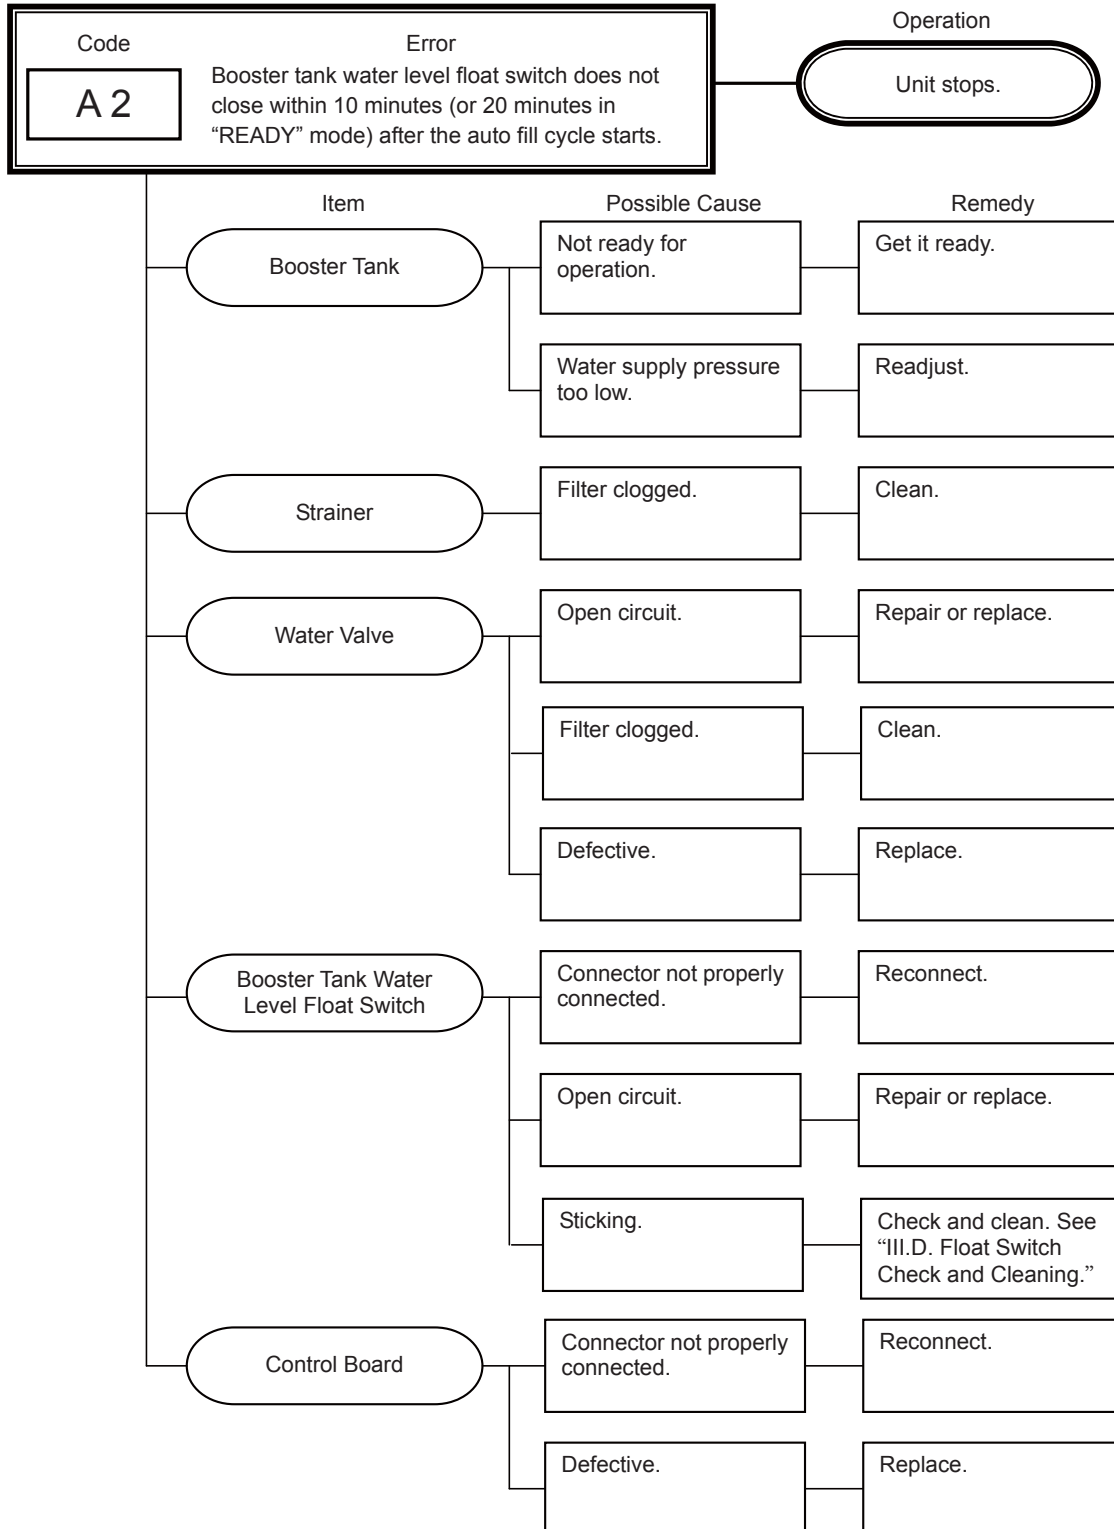 Operation
Code
Error
A 2
Booster tank water level float switch does not
close within 10 minutes (or 20 minutes in
“READY” mode) after the auto fill cycle starts.
Unit stops.
Item
Possible Cause
Remedy
Booster Tank
Not ready for
operation.
Get it ready.
Water supply pressure
too low.
Readjust.
Strainer
Filter clogged.
Clean.
Water Valve
Open circuit.
Repair or replace.
Filter clogged.
Clean.
Defective.
Replace.
Booster Tank Water
Level Float Switch
Connector not properly
connected.
Reconnect.
Open circuit.
Repair or replace.
Sticking.
Check and clean. See
“III.D. Float Switch
Check and Cleaning.”
Control Board
Connector not properly
connected.
Reconnect.
Defective.
Replace.